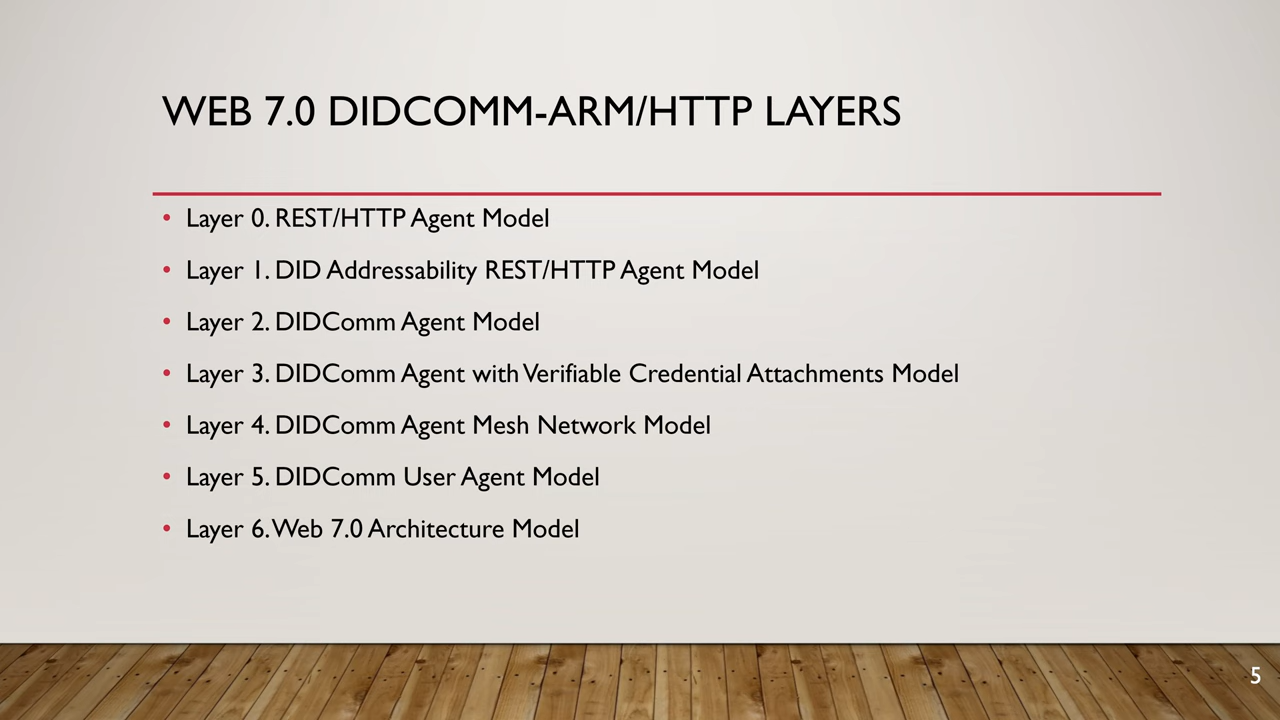 WEB 7.0 DIDCOMM-ARM/HTTP LAYERS
• Layer 0. REST/HTTP Agent Model
• Layer 1. DID Addressability REST/HTTP Agent Model
• Layer 2. DIDComm Agent Model
• Layer 3. DIDComm Agent with Verifiable Credential Attachments Model
• Layer 4. DIDComm Agent Mesh Network Model
• Layer 5. DIDComm User Agent Model
• Layer 6. Web 7.0 Architecture Model
5